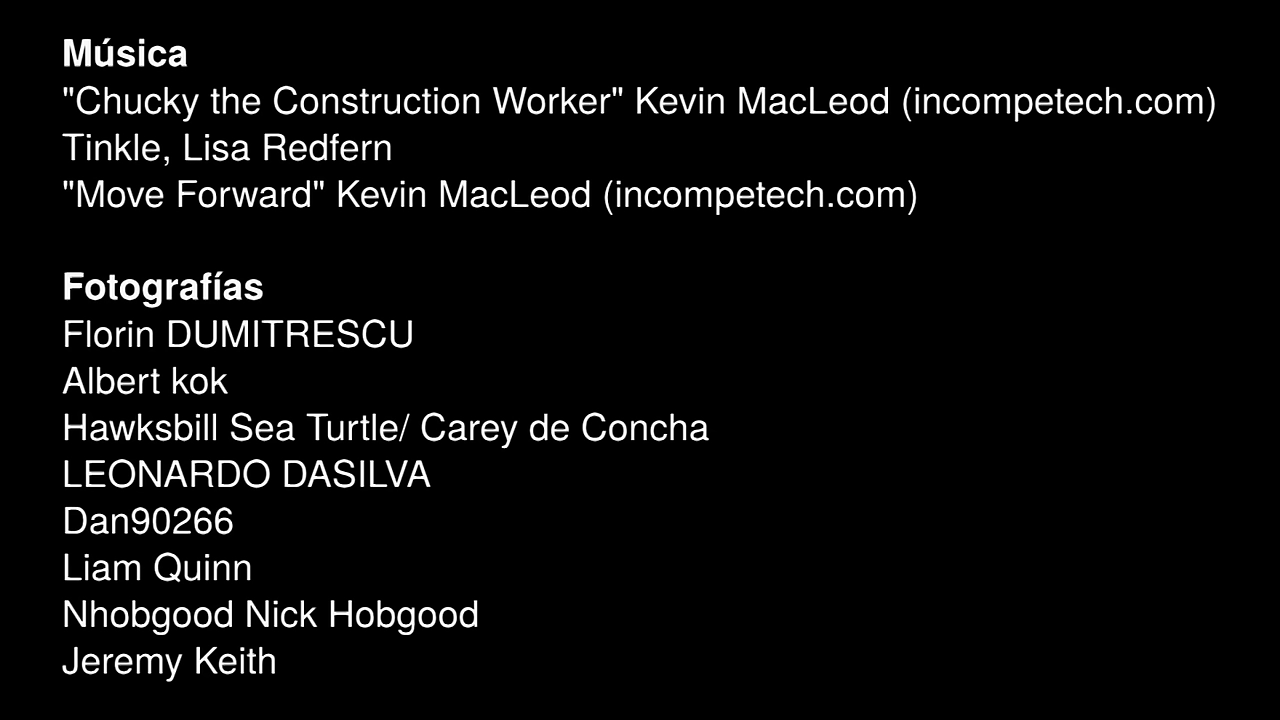 Música
"Chucky the Construction Worker" Kevin MacLeod (incompetech.com)
Tinkle, Lisa Redfern
"Move Forward" Kevin MacLeod (incompetech.com)
Fotografías
Florin DUMITRESCU
Albert kok
Hawksbill Sea Turtle/ Carey de Concha
LEONARDO DASILVA
Dan90266
Liam Quinn
Nhobgood Nick Hobgood
Jeremy Keith